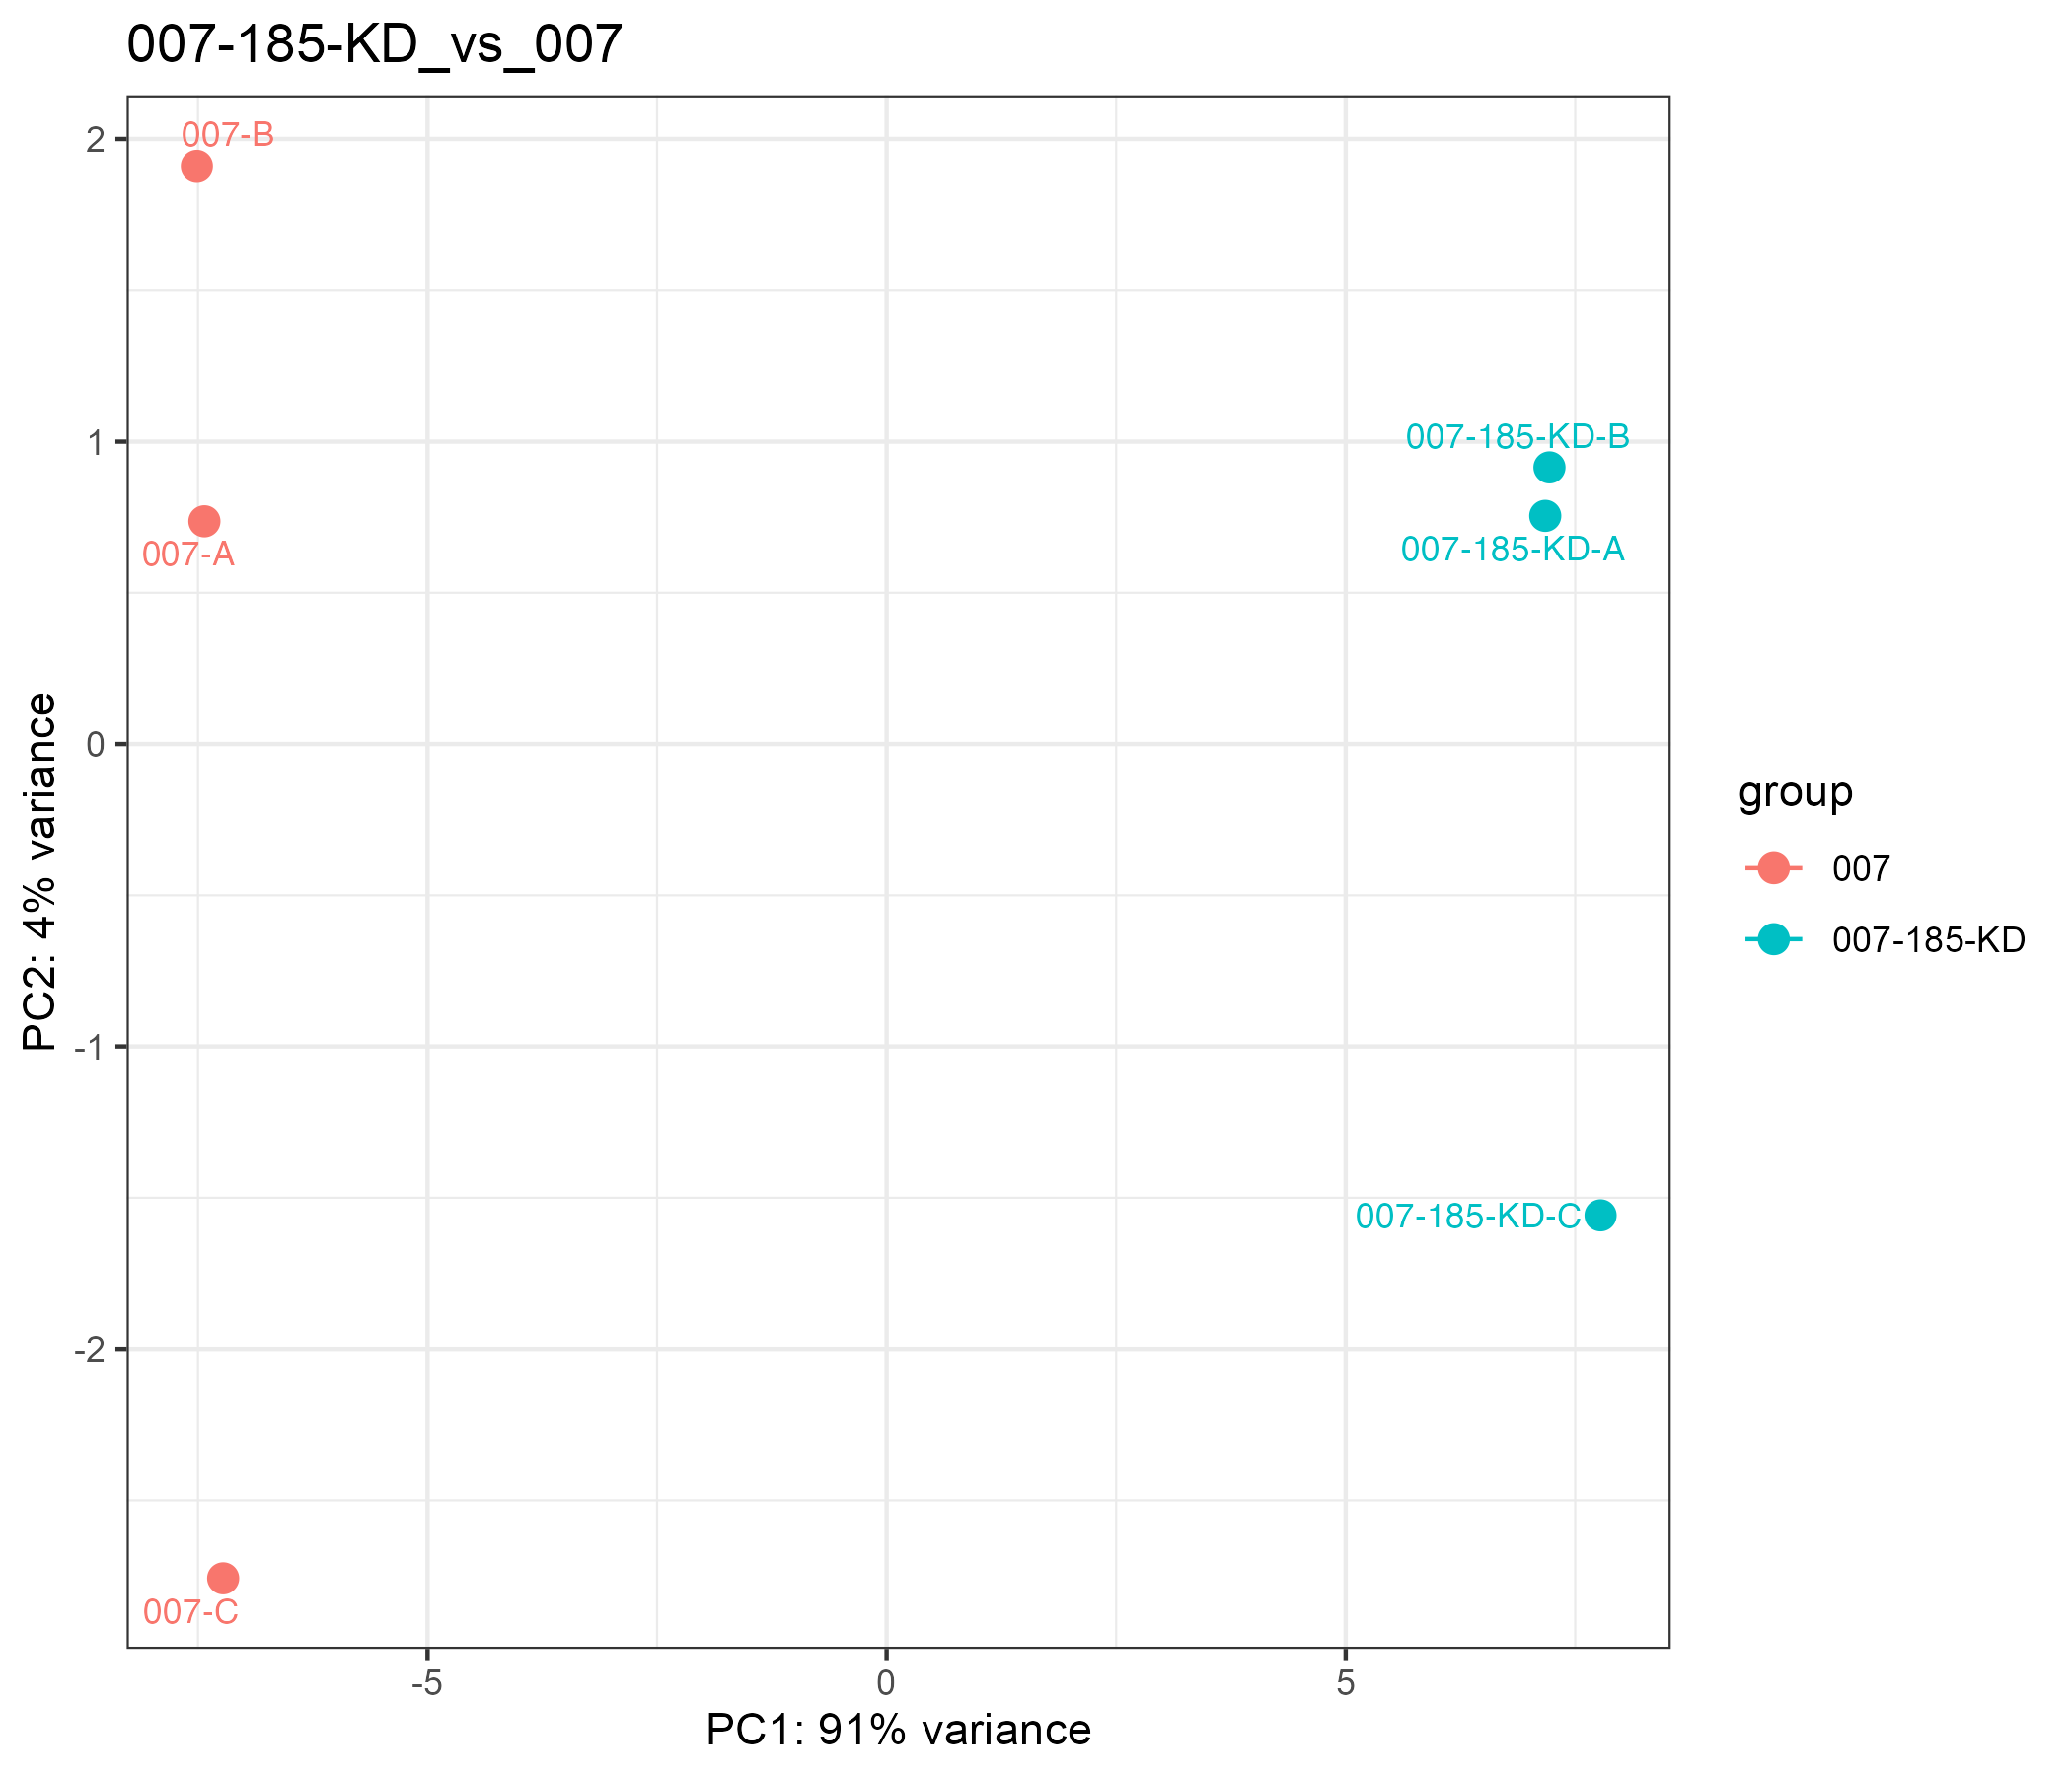 007-185-KD_vs_007
2
007-B
1
007-185-KD-B
007-A
007-185-KD-A
0
PC2: 4% variance
-1
007-185-KD-C
-2
007-C
-5
0
5
PC1: 91% variance
group
007
007-185-KD